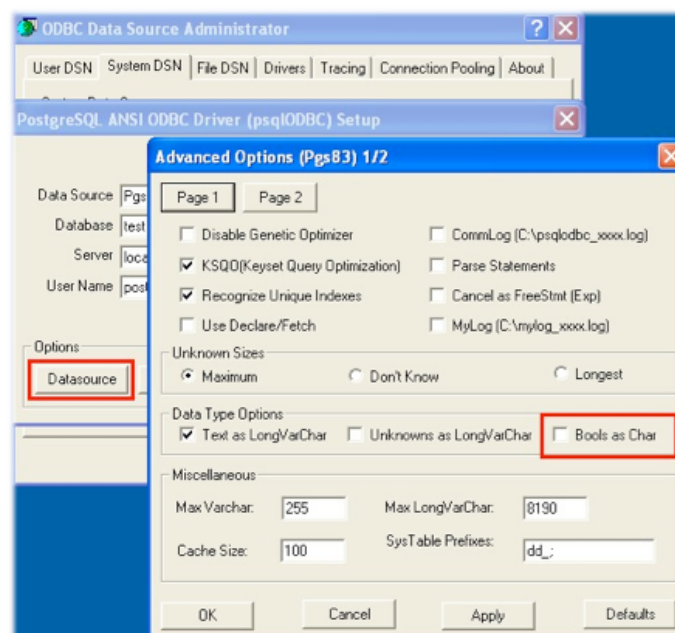 ODBC Data Source Administrator
User DSN System DSN File DSN Drivers Tracing Connection Pooling About
PostgreSQL ANSI ODBC Driver (psqlODBC) Setup
Advanced Options (Pgs83) 1/2
Data Source Pgs
Database test
Server loca
User Name post
Options
Datasource
Page 1 Page 2
Disable Genetic Optimizer CommLog (C:\psqlodbc_xxxx.log)
KSQO(Keyset Query Optimization) Parse Statements
Recognize Unique Indexes Cancel as FreeStmt (Exp)
Use Declare/Fetch MyLog (C:\mylog_xxxx.log)
Unknown Sizes
Maximum Don't Know Longest
Data Type Options
Text as LongVarChar Unknowns as LongVarChar Bools as Char
Miscellaneous
Max Varchar: 255 Max LongVarChar: 8190
Cache Size: 100 SysTable Prefixes: dd_;
OK Cancel Apply Defaults